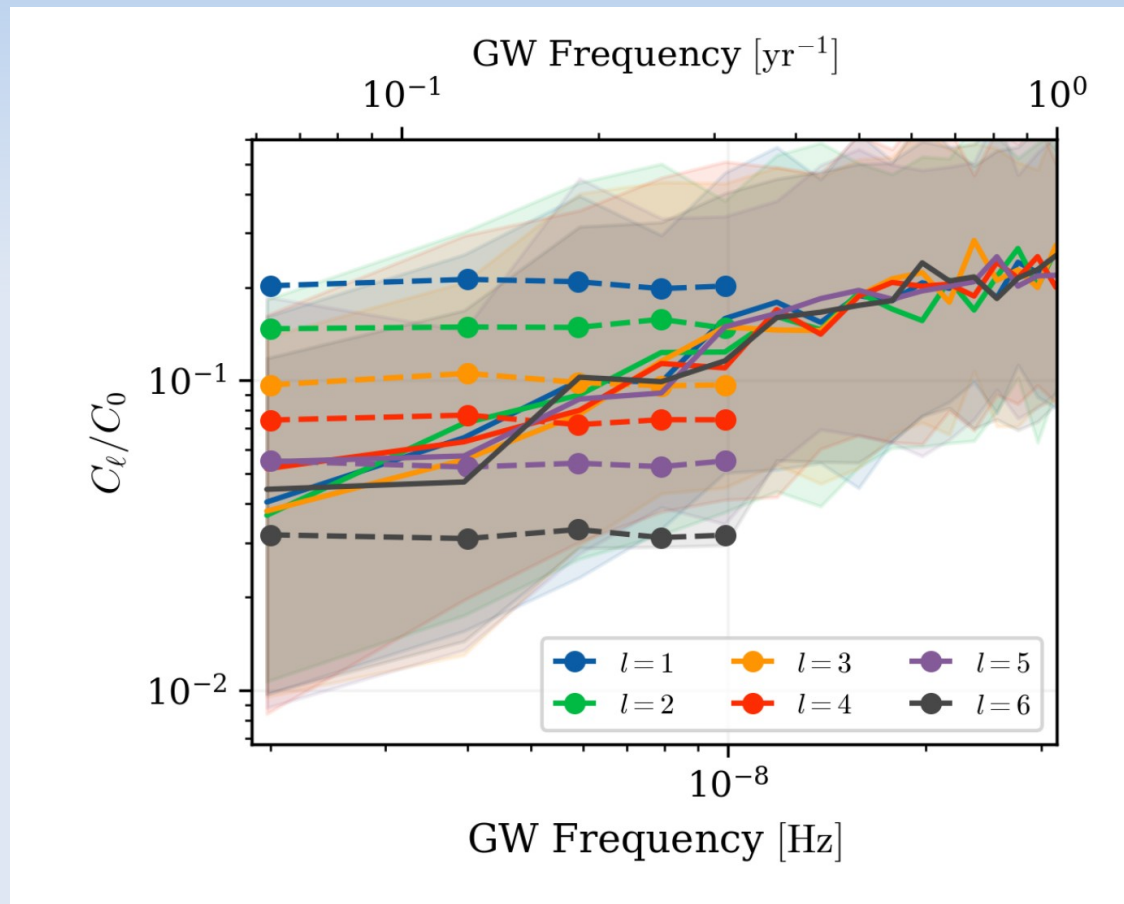 GW Frequency [yr⁻¹]
10⁻¹ 10⁰
C_ℓ/C₀
10⁻¹
10⁻²
l = 1 l = 3 l = 5
l = 2 l = 4 l = 6
10⁻⁸
GW Frequency [Hz]